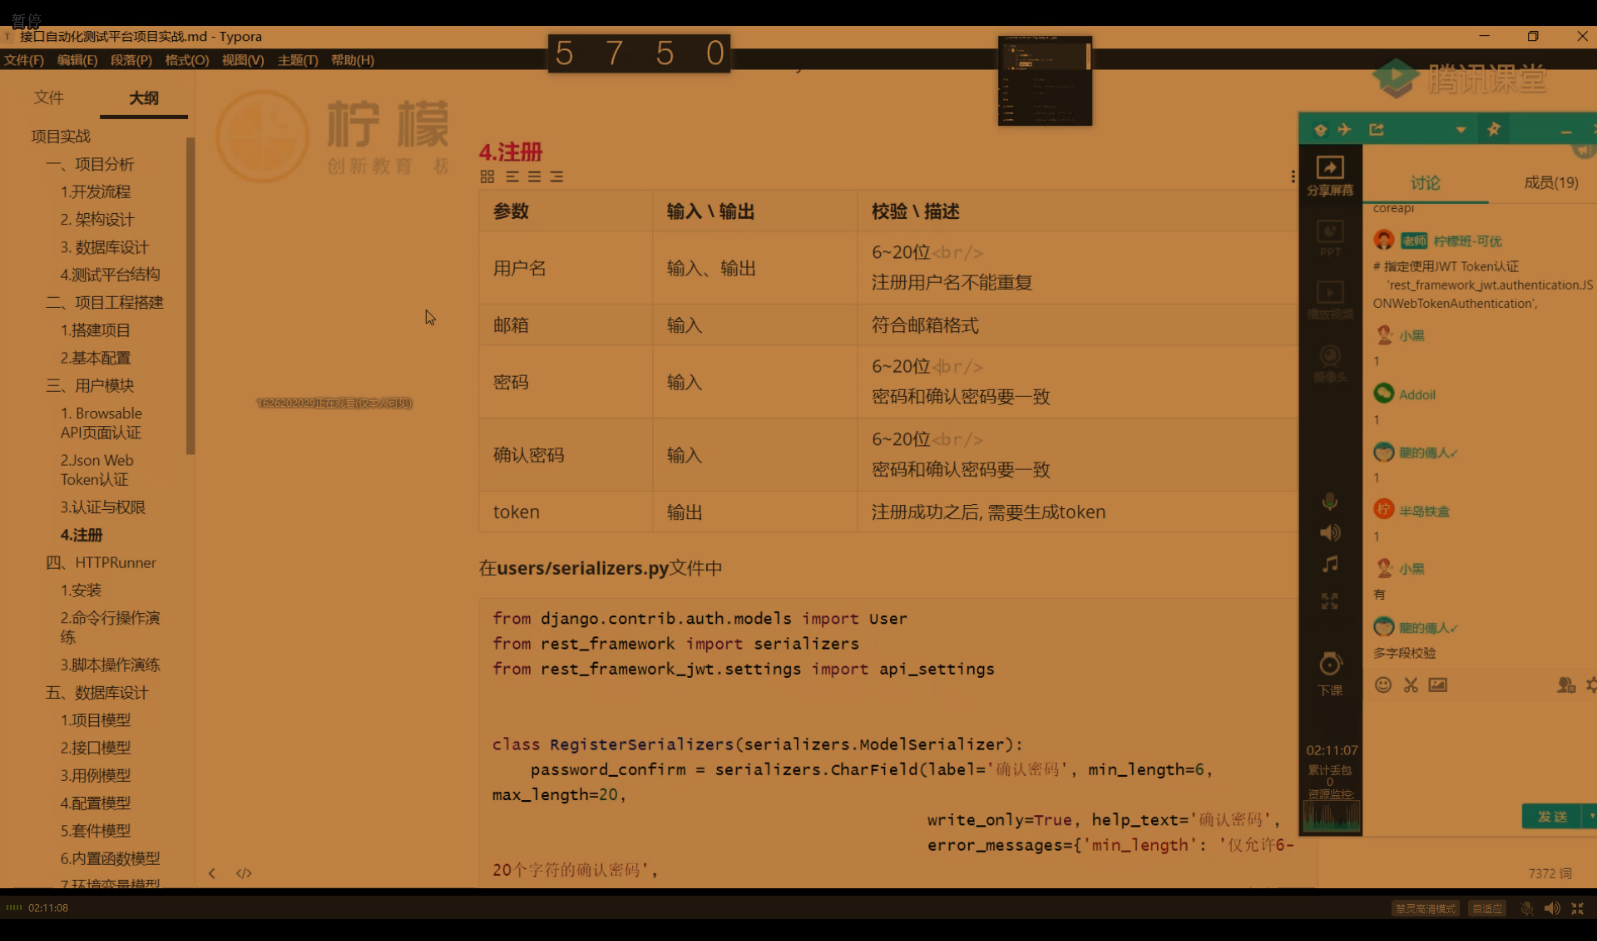 暂停
接口自动化测试平台项目实战.md - Typora
文件(F) 编辑(E) 段落(P) 格式(O) 视图(V) 主题(T) 帮助(H)
5 7 5 0
腾讯课堂
文件 大纲
项目实战
一、项目分析
1.开发流程
2. 架构设计
3. 数据库设计
4.测试平台结构
二、项目工程搭建
1.搭建项目
2.基本配置
三、用户模块
1. Browsable
API页面认证
2.Json Web
Token认证
3.认证与权限
4.注册
四、HTTPRunner
1.安装
2.命令行操作演
练
3.脚本操作演练
五、数据库设计
1.项目模型
2.接口模型
3.用例模型
4.配置模型
5.套件模型
6.内置函数模型
7.环境变量模型
柠檬
创新教育
4.注册
参数 输入 \ 输出 校验 \ 描述
用户名 输入、输出 6~20位<br/>
注册用户名不能重复
邮箱 输入 符合邮箱格式
密码 输入 6~20位<br/>
密码和确认密码要一致
确认密码 输入 6~20位<br/>
密码和确认密码要一致
token 输出 注册成功之后, 需要生成token
在users/serializers.py文件中
from django.contrib.auth.models import User
from rest_framework import serializers
from rest_framework_jwt.settings import api_settings
class RegisterSerializers(serializers.ModelSerializer):
password_confirm = serializers.CharField(label='确认密码', min_length=6,
max_length=20,
write_only=True, help_text='确认密码',
error_messages={'min_length': '仅允许6-
20个字符的确认密码',
7372 词
分享屏幕
PPT
播放视频
摄像头
下课
02:11:07
累计丢包
0
资源监控:
讨论 成员(19)
coreapi
老师 柠檬班-可优
# 指定使用JWT Token认证
'rest_framework_jwt.authentication.JS
ONWebTokenAuthentication',
小黑
1
Addoil
1
龍的傳人✓
1
半岛铁盒
1
小黑
有
龍的傳人✓
多字段校验
发送
02:11:08
自适应